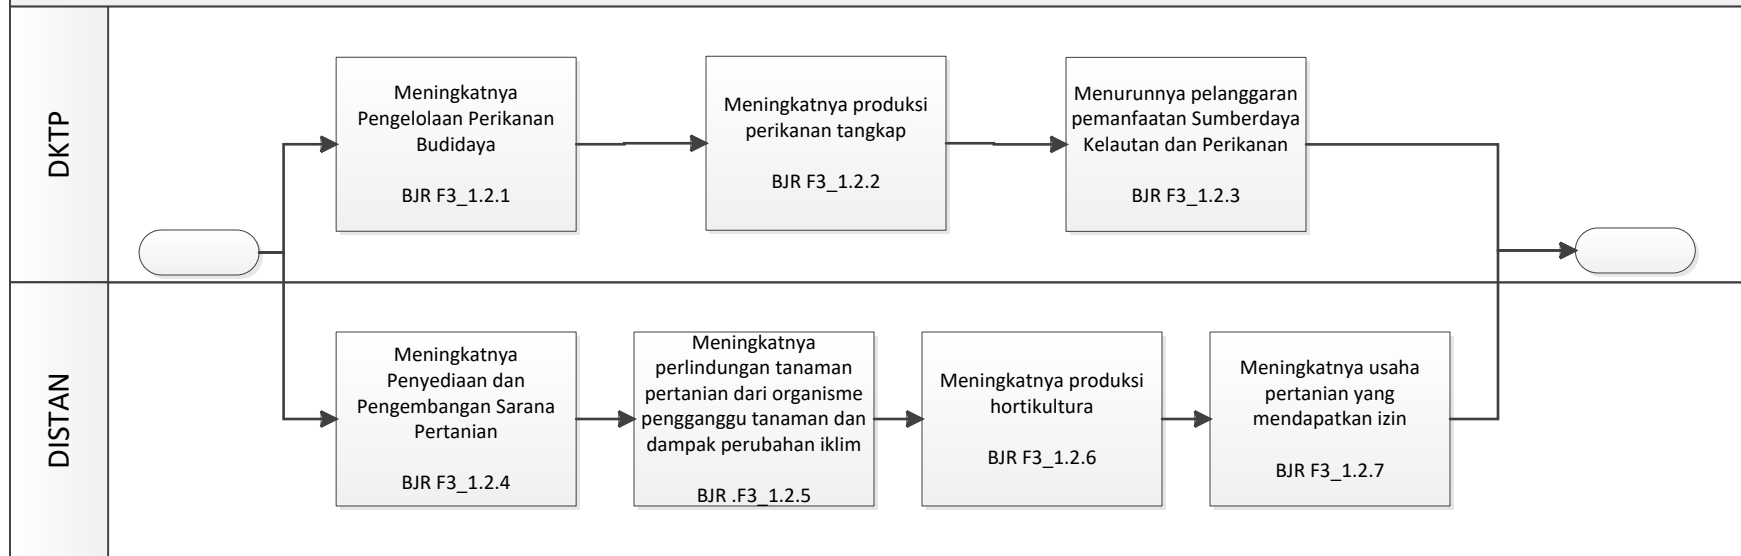 DKTP
Meningkatnya
Pengelolaan Perikanan
Budidaya
BJR F3_1.2.1
Meningkatnya produksi
perikanan tangkap
BJR F3_1.2.2
Menurunnya pelanggaran
pemanfaatan Sumberdaya
Kelautan dan Perikanan
BJR F3_1.2.3
DISTAN
Meningkatnya
Penyediaan dan
Pengembangan Sarana
Pertanian
BJR F3_1.2.4
Meningkatnya
perlindungan tanaman
pertanian dari organisme
pengganggu tanaman dan
dampak perubahan iklim
BJR .F3_1.2.5
Meningkatnya produksi
hortikultura
BJR F3_1.2.6
Meningkatnya usaha
pertanian yang
mendapatkan izin
BJR F3_1.2.7